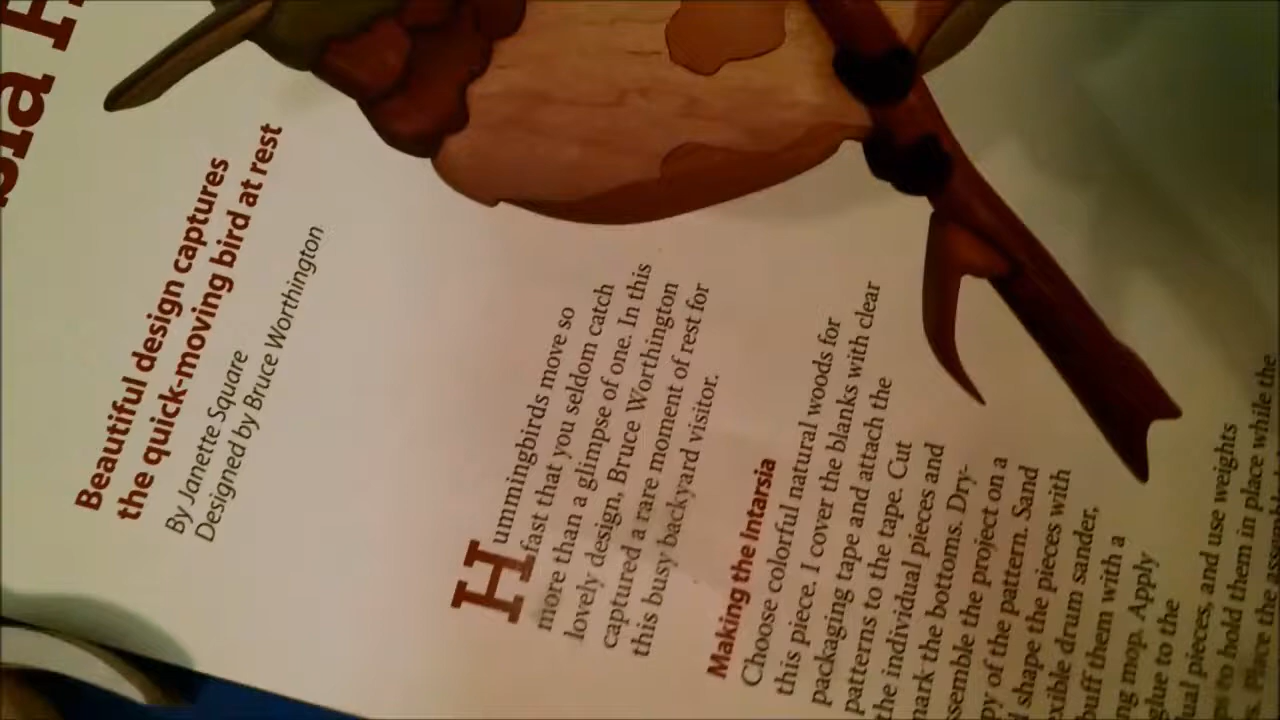 Beautiful design captures
the quick-moving bird at rest
By Janette Square
Designed by Bruce Worthington
Hummingbirds move so
fast that you seldom catch
more than a glimpse of one. In this
lovely design, Bruce Worthington
captured a rare moment of rest for
this busy backyard visitor.
Making the Intarsia
Choose colorful natural woods for
this piece. I cover the blanks with clear
packaging tape and attach the
patterns to the tape. Cut
the individual pieces and
mark the bottoms. Dry-
ssemble the project on a
py of the pattern. Sand
d shape the pieces with
exible drum sander,
buff them with a
ng mop. Apply
glue to the
ual pieces, and use weights
ps to hold them in place while the
Place the